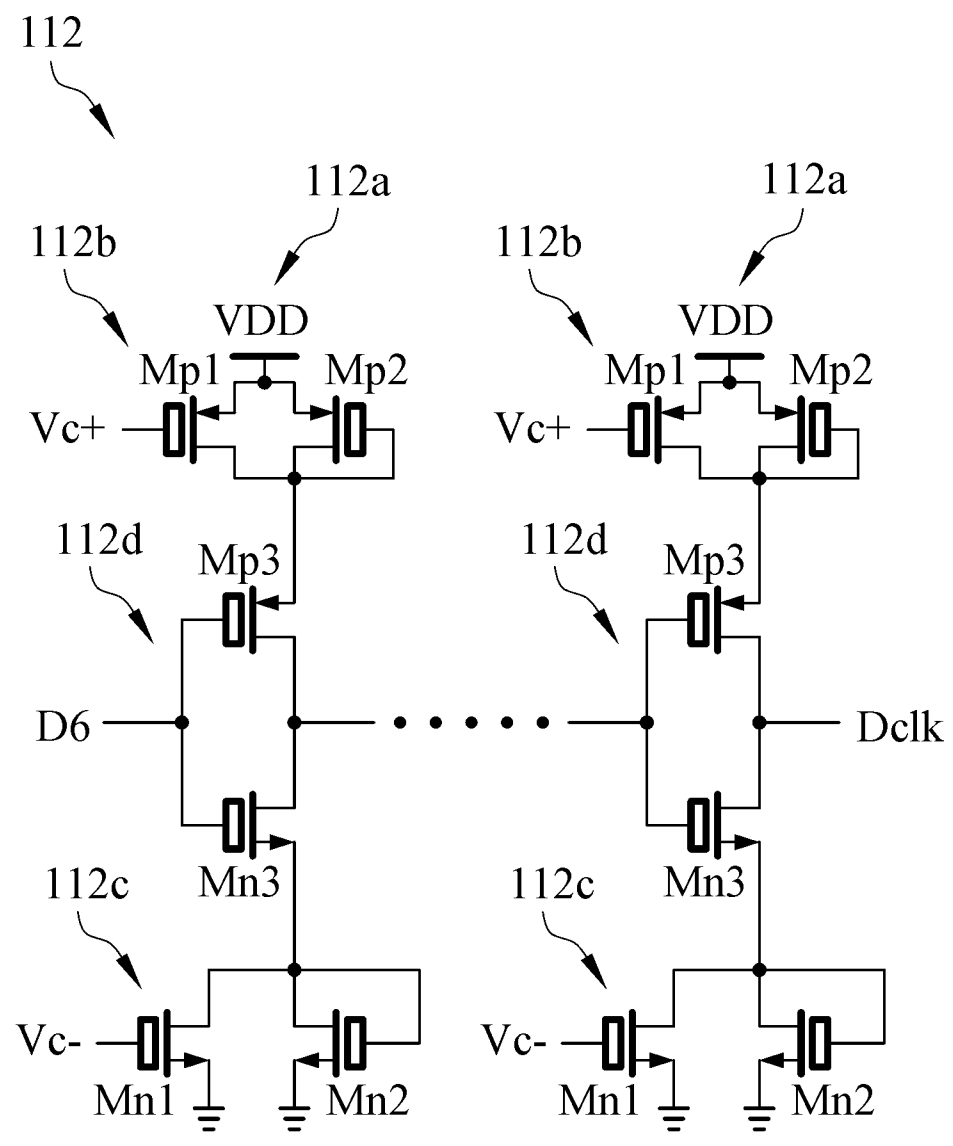 112
112a
112a
112b
112b
VDD
VDD
Mp1
Mp2
Mp1
Mp2
Vc+
Vc+
112d
Mp3
112d
Mp3
D6
Dclk
Mn3
Mn3
112c
112c
Vc-
Vc-
Mn1
Mn2
Mn1
Mn2